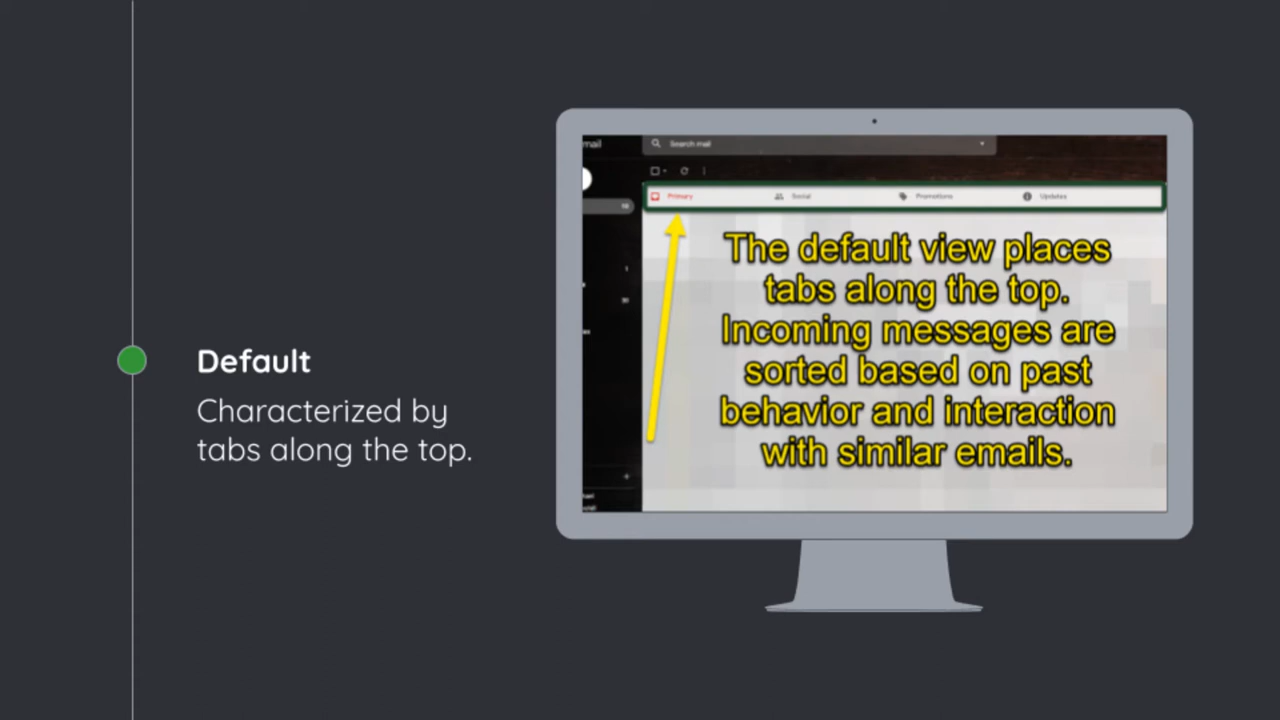 Default
Characterized by
tabs along the top.
mail
Search mail
Primary Social Promotions Updates
The default view places
tabs along the top.
Incoming messages are
sorted based on past
behavior and interaction
with similar emails.